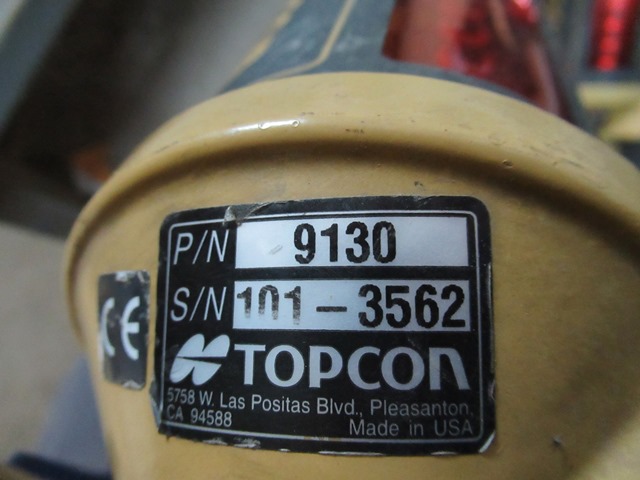 P/N 9130
S/N 101-3562
TOPCON
5758 W. Las Positas Blvd., Pleasanton,
CA 94588 Made in USA
CE